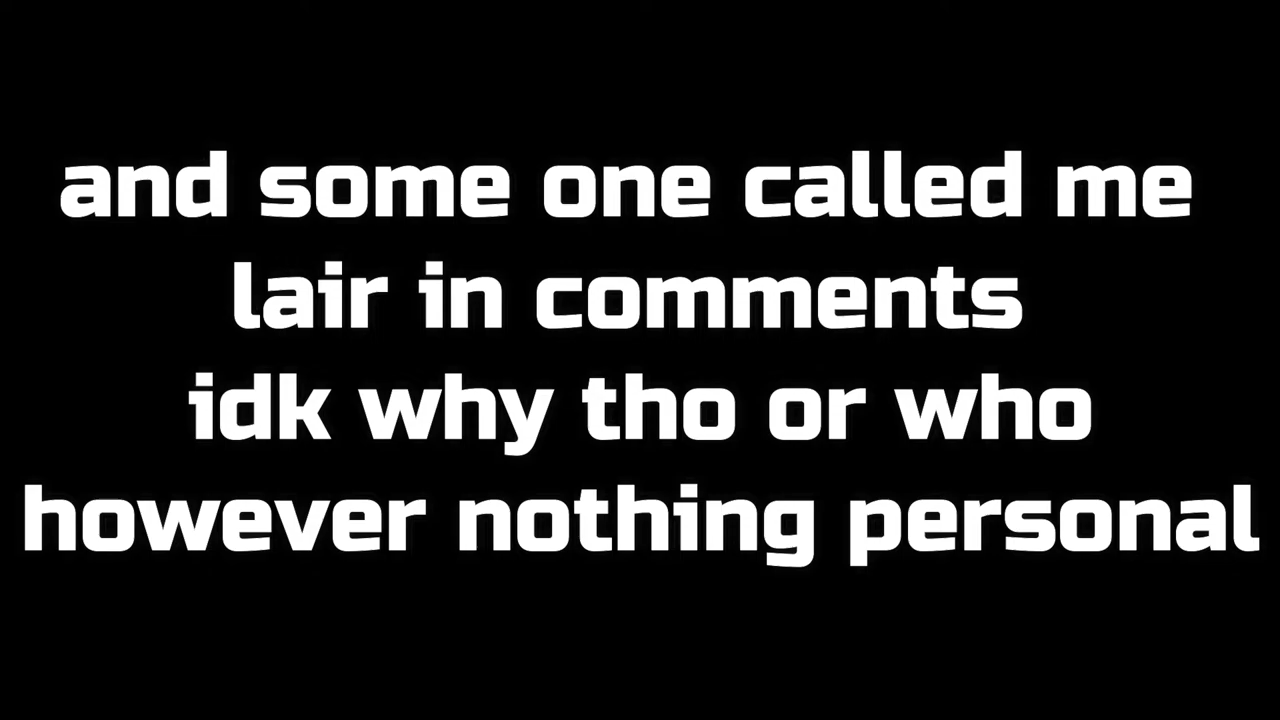 and some one called me
lair in comments
idk why tho or who
however nothing personal